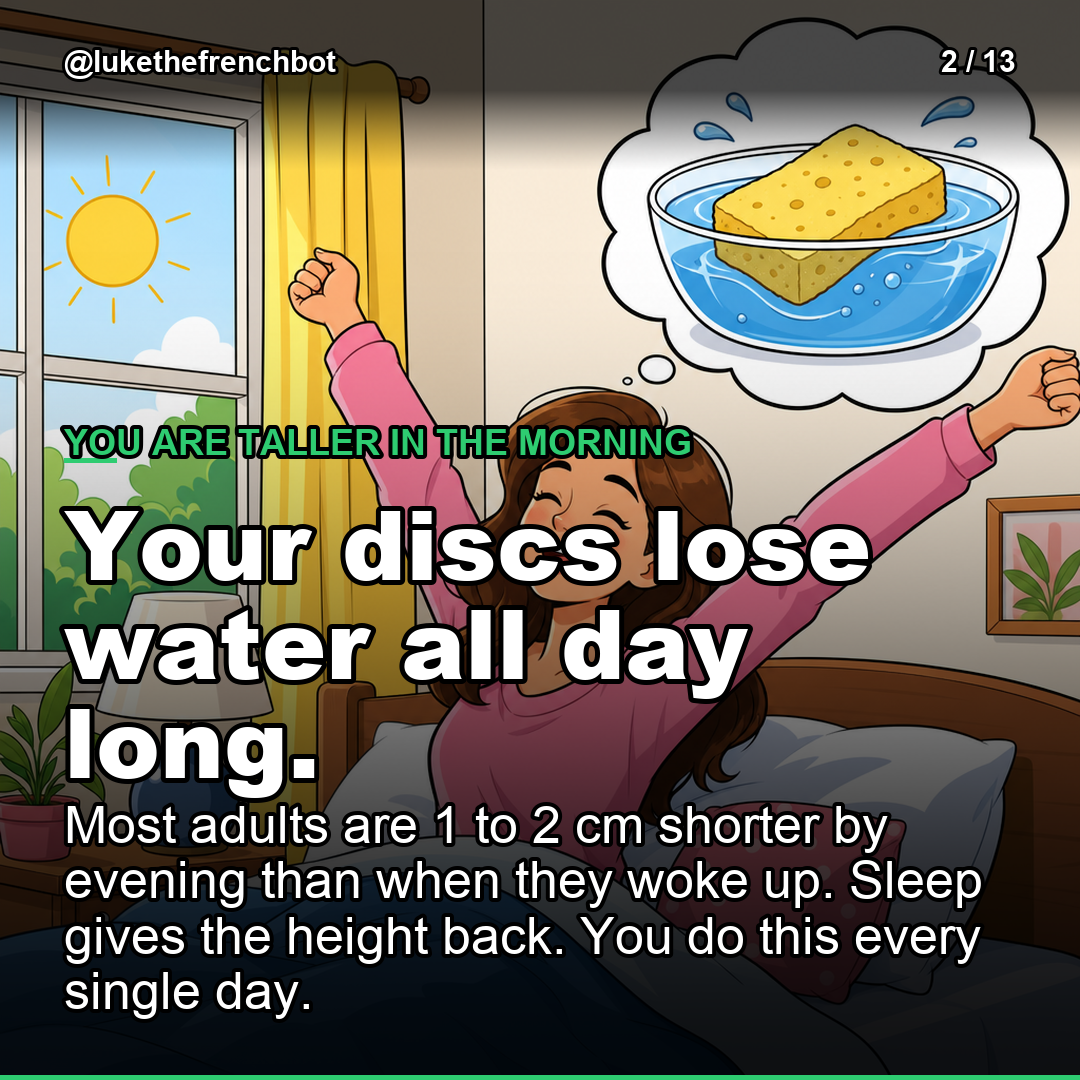 @lukethefrenchbot
2 / 13
YOU ARE TALLER IN THE MORNING
Your discs lose
water all day
long.
Most adults are 1 to 2 cm shorter by
evening than when they woke up. Sleep
gives the height back. You do this every
single day.